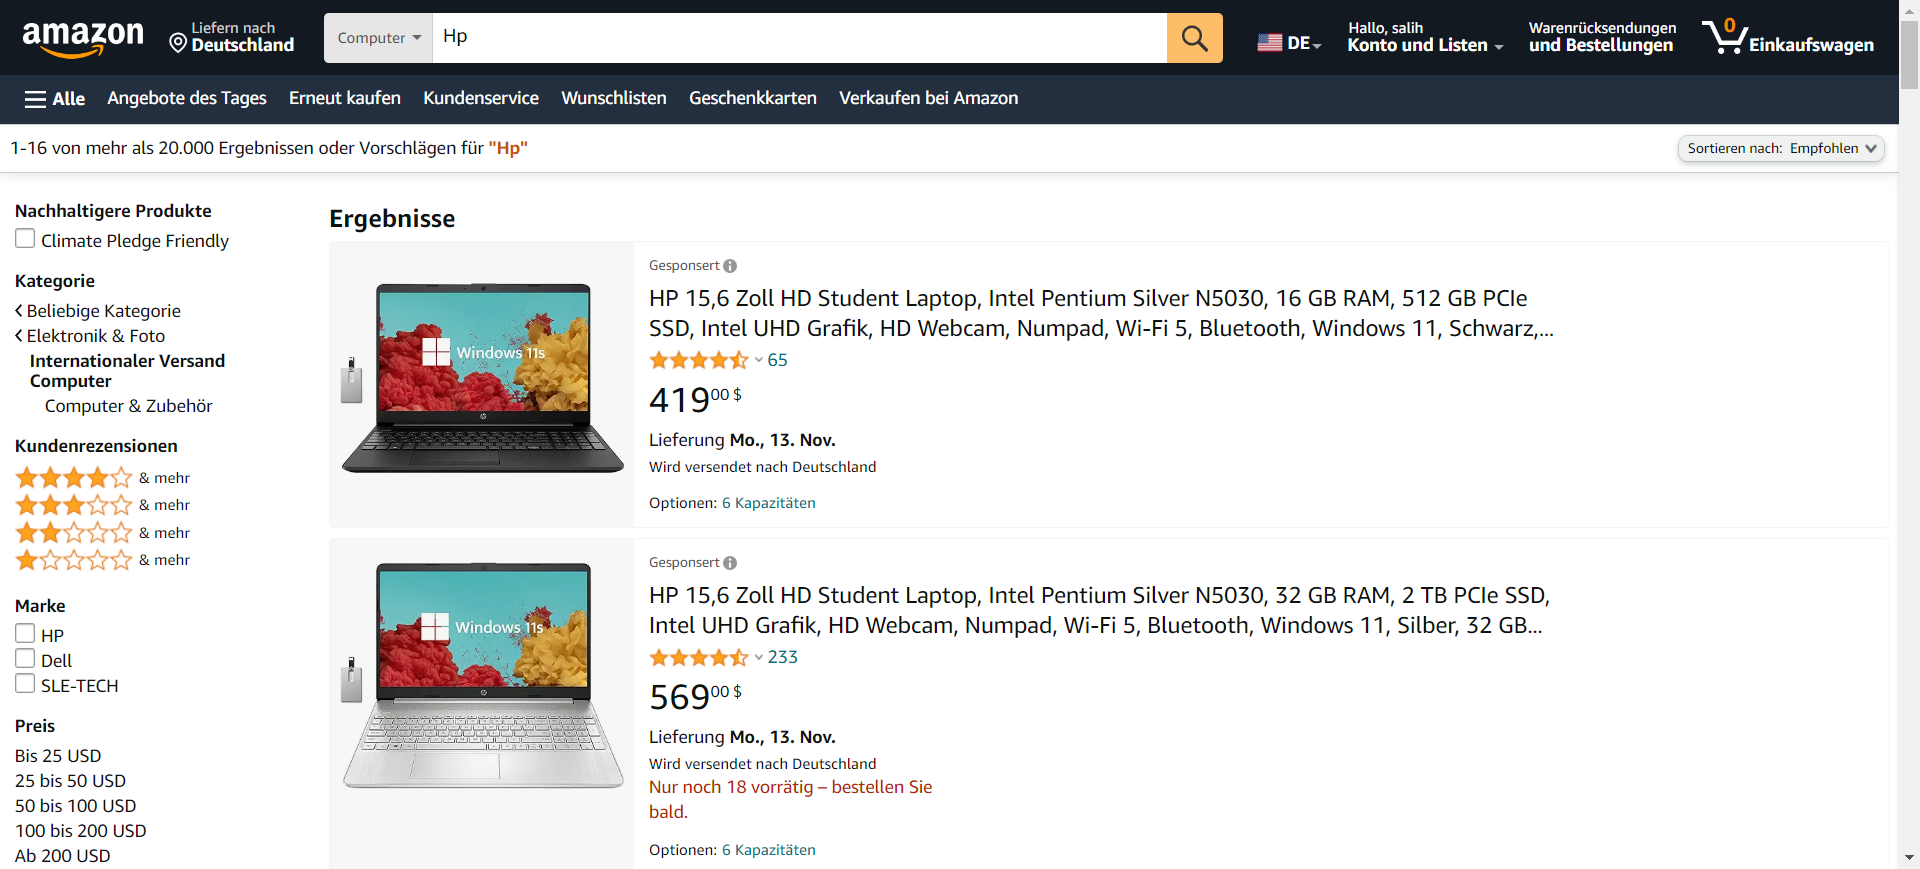 amazon
Liefern nach
Deutschland
Computer
Hp
DE
Hallo, salih
Konto und Listen
Warenrücksendungen
und Bestellungen
0
Einkaufswagen
Alle
Angebote des Tages
Erneut kaufen
Kundenservice
Wunschlisten
Geschenkkarten
Verkaufen bei Amazon
1-16 von mehr als 20.000 Ergebnissen oder Vorschlägen für "Hp"
Sortieren nach: Empfohlen
Nachhaltigere Produkte
Climate Pledge Friendly
Kategorie
Beliebige Kategorie
Elektronik & Foto
Internationaler Versand
Computer
Computer & Zubehör
Kundenrezensionen
& mehr
& mehr
& mehr
& mehr
Marke
HP
Dell
SLE-TECH
Preis
Bis 25 USD
25 bis 50 USD
50 bis 100 USD
100 bis 200 USD
Ab 200 USD
Ergebnisse
Windows 11s
hp
Gesponsert
HP 15,6 Zoll HD Student Laptop, Intel Pentium Silver N5030, 16 GB RAM, 512 GB PCIe
SSD, Intel UHD Grafik, HD Webcam, Numpad, Wi-Fi 5, Bluetooth, Windows 11, Schwarz,...
65
419 00 $
Lieferung Mo., 13. Nov.
Wird versendet nach Deutschland
Optionen: 6 Kapazitäten
Windows 11s
hp
Gesponsert
HP 15,6 Zoll HD Student Laptop, Intel Pentium Silver N5030, 32 GB RAM, 2 TB PCIe SSD,
Intel UHD Grafik, HD Webcam, Numpad, Wi-Fi 5, Bluetooth, Windows 11, Silber, 32 GB...
233
569 00 $
Lieferung Mo., 13. Nov.
Wird versendet nach Deutschland
Nur noch 18 vorrätig – bestellen Sie
bald.
Optionen: 6 Kapazitäten